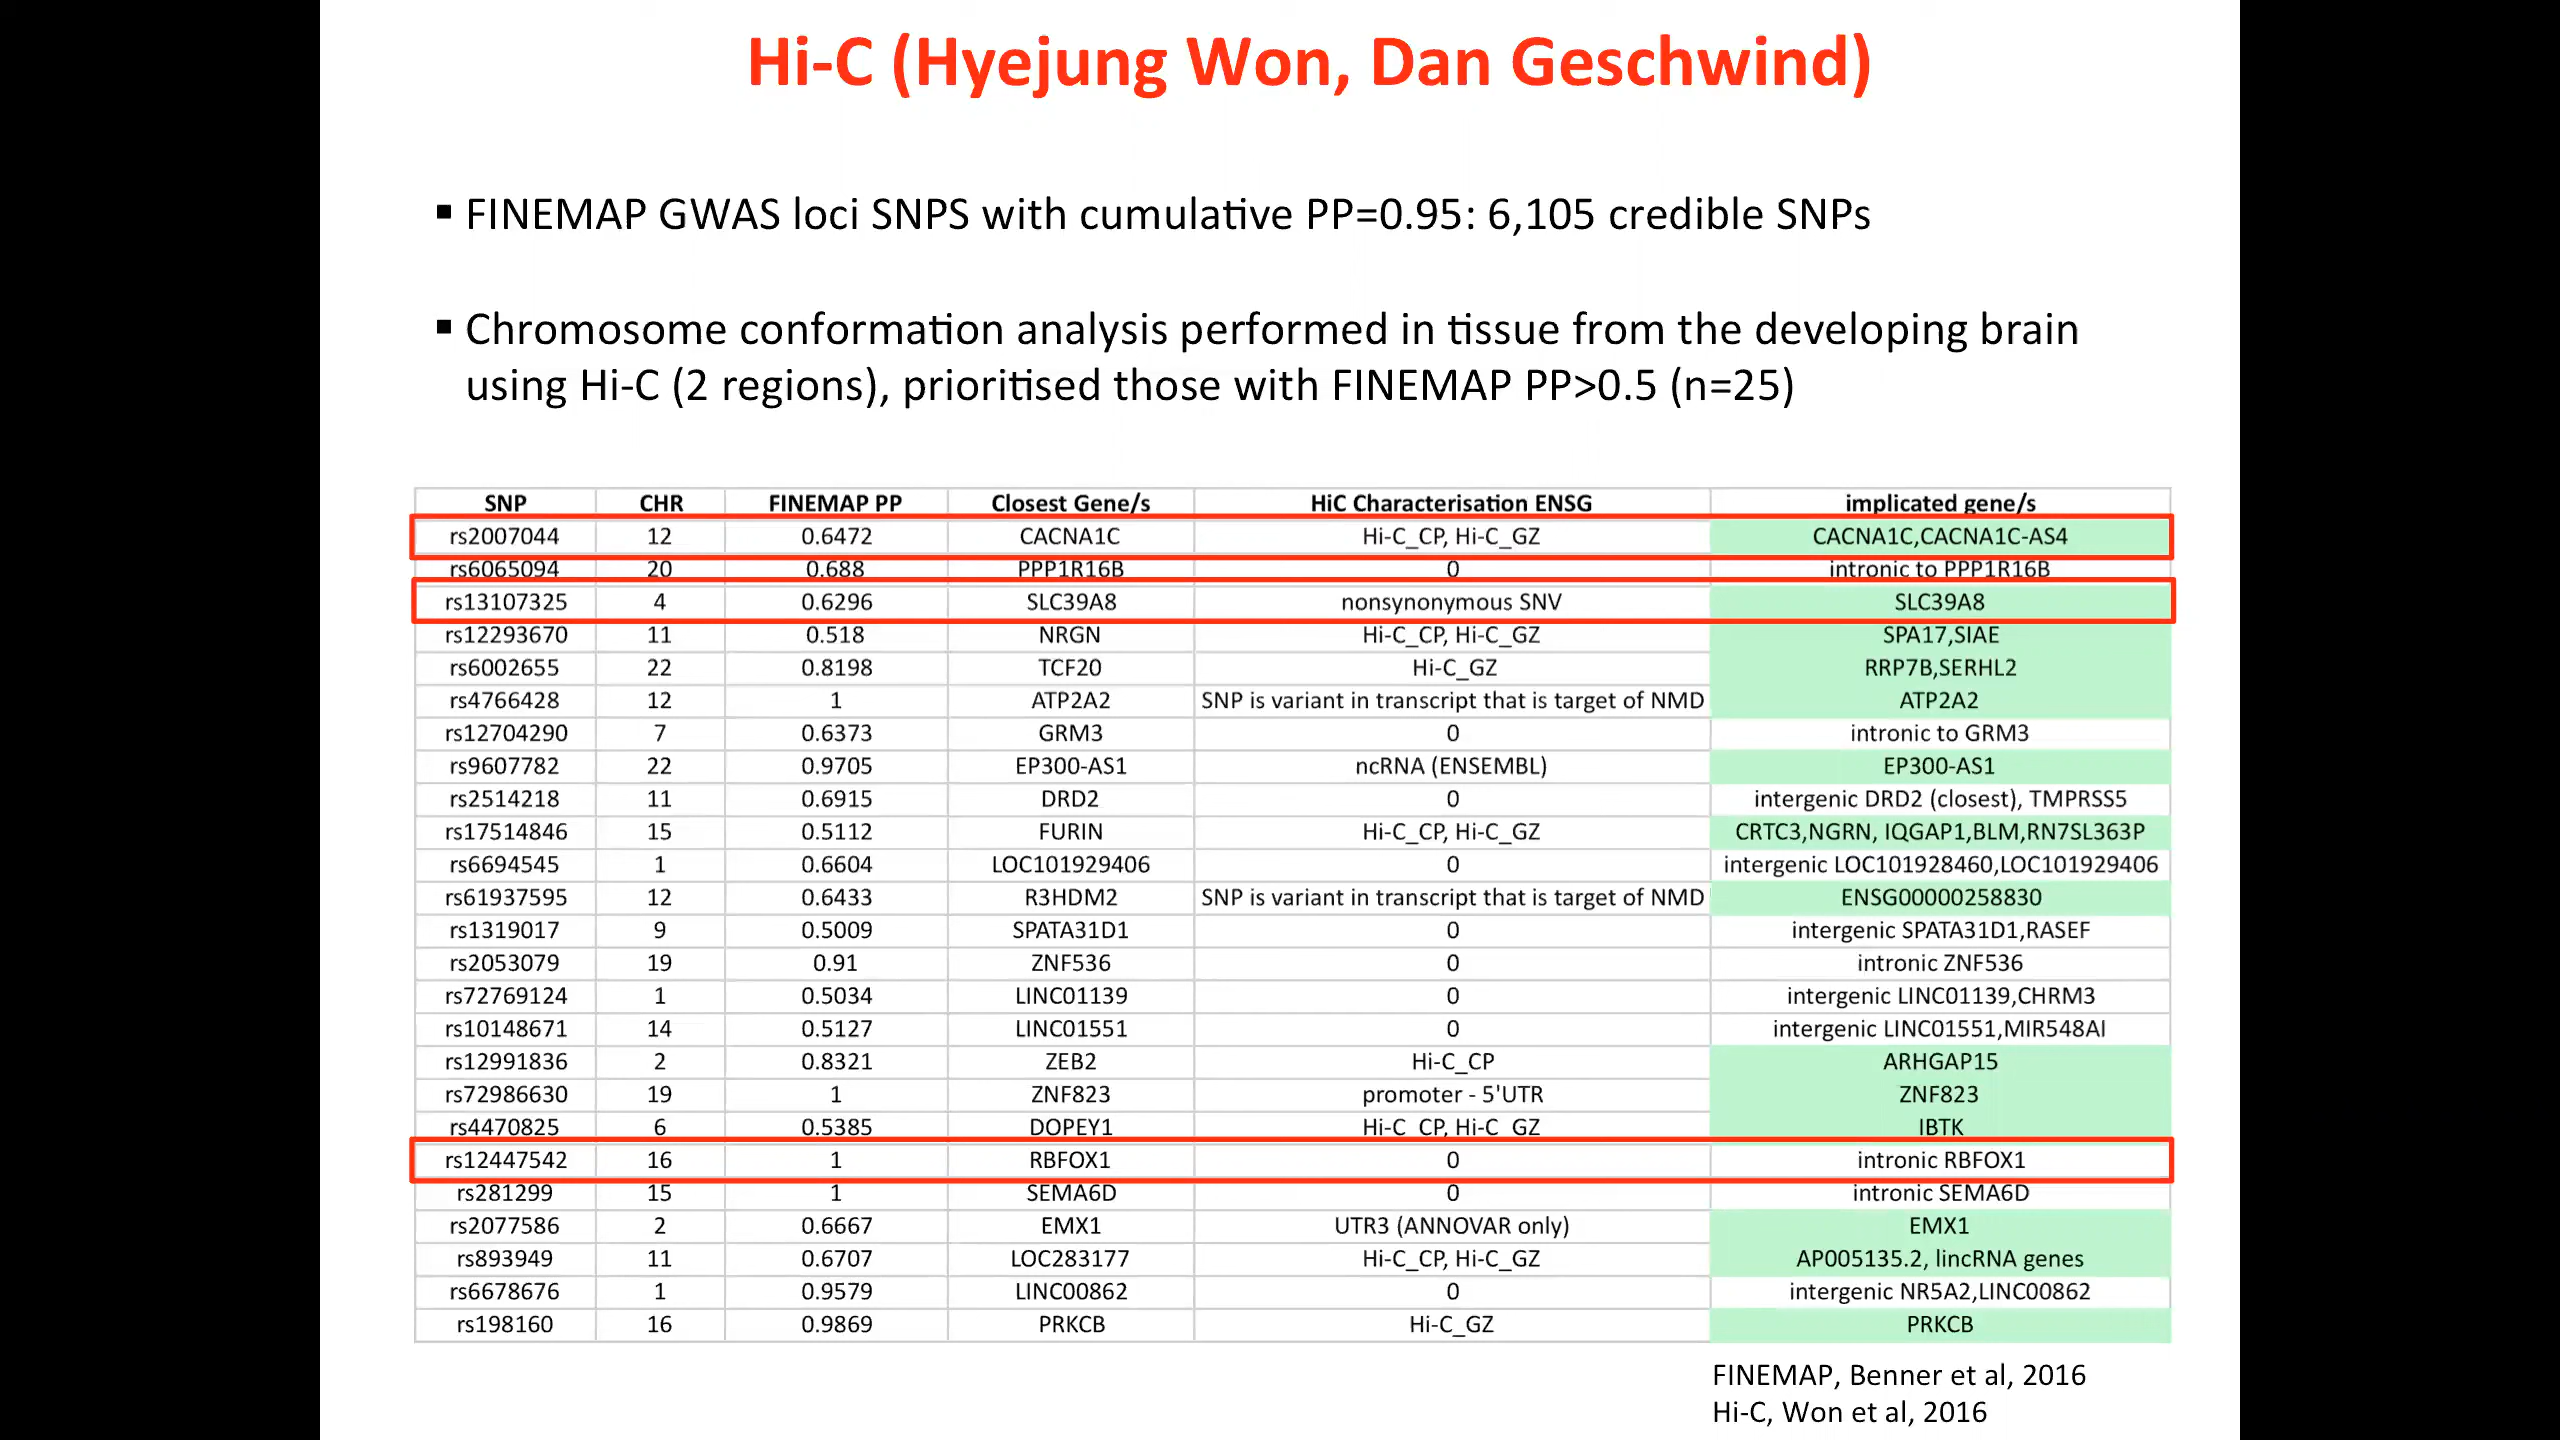 Hi-C (Hyejung Won, Dan Geschwind)
▪ FINEMAP GWAS loci SNPS with cumulative PP=0.95: 6,105 credible SNPs
▪ Chromosome conformation analysis performed in tissue from the developing brain
using Hi-C (2 regions), prioritised those with FINEMAP PP>0.5 (n=25)
SNP CHR FINEMAP PP Closest Gene/s HiC Characterisation ENSG implicated gene/s
rs2007044 12 0.6472 CACNA1C Hi-C_CP, Hi-C_GZ CACNA1C,CACNA1C-AS4
rs6065094 20 0.688 PPP1R16B 0 intronic to PPP1R16B
rs13107325 4 0.6296 SLC39A8 nonsynonymous SNV SLC39A8
rs12293670 11 0.518 NRGN Hi-C_CP, Hi-C_GZ SPA17,SIAE
rs6002655 22 0.8198 TCF20 Hi-C_GZ RRP7B,SERHL2
rs4766428 12 1 ATP2A2 SNP is variant in transcript that is target of NMD ATP2A2
rs12704290 7 0.6373 GRM3 0 intronic to GRM3
rs9607782 22 0.9705 EP300-AS1 ncRNA (ENSEMBL) EP300-AS1
rs2514218 11 0.6915 DRD2 0 intergenic DRD2 (closest), TMPRSS5
rs17514846 15 0.5112 FURIN Hi-C_CP, Hi-C_GZ CRTC3,NGRN, IQGAP1,BLM,RN7SL363P
rs6694545 1 0.6604 LOC101929406 0 intergenic LOC101928460,LOC101929406
rs61937595 12 0.6433 R3HDM2 SNP is variant in transcript that is target of NMD ENSG00000258830
rs1319017 9 0.5009 SPATA31D1 0 intergenic SPATA31D1,RASEF
rs2053079 19 0.91 ZNF536 0 intronic ZNF536
rs72769124 1 0.5034 LINC01139 0 intergenic LINC01139,CHRM3
rs10148671 14 0.5127 LINC01551 0 intergenic LINC01551,MIR548AI
rs12991836 2 0.8321 ZEB2 Hi-C_CP ARHGAP15
rs72986630 19 1 ZNF823 promoter - 5'UTR ZNF823
rs4470825 6 0.5385 DOPEY1 Hi-C_CP, Hi-C_GZ IBTK
rs12447542 16 1 RBFOX1 0 intronic RBFOX1
rs281299 15 1 SEMA6D 0 intronic SEMA6D
rs2077586 2 0.6667 EMX1 UTR3 (ANNOVAR only) EMX1
rs893949 11 0.6707 LOC283177 Hi-C_CP, Hi-C_GZ AP005135.2, lincRNA genes
rs6678676 1 0.9579 LINC00862 0 intergenic NR5A2,LINC00862
rs198160 16 0.9869 PRKCB Hi-C_GZ PRKCB
FINEMAP, Benner et al, 2016
Hi-C, Won et al, 2016